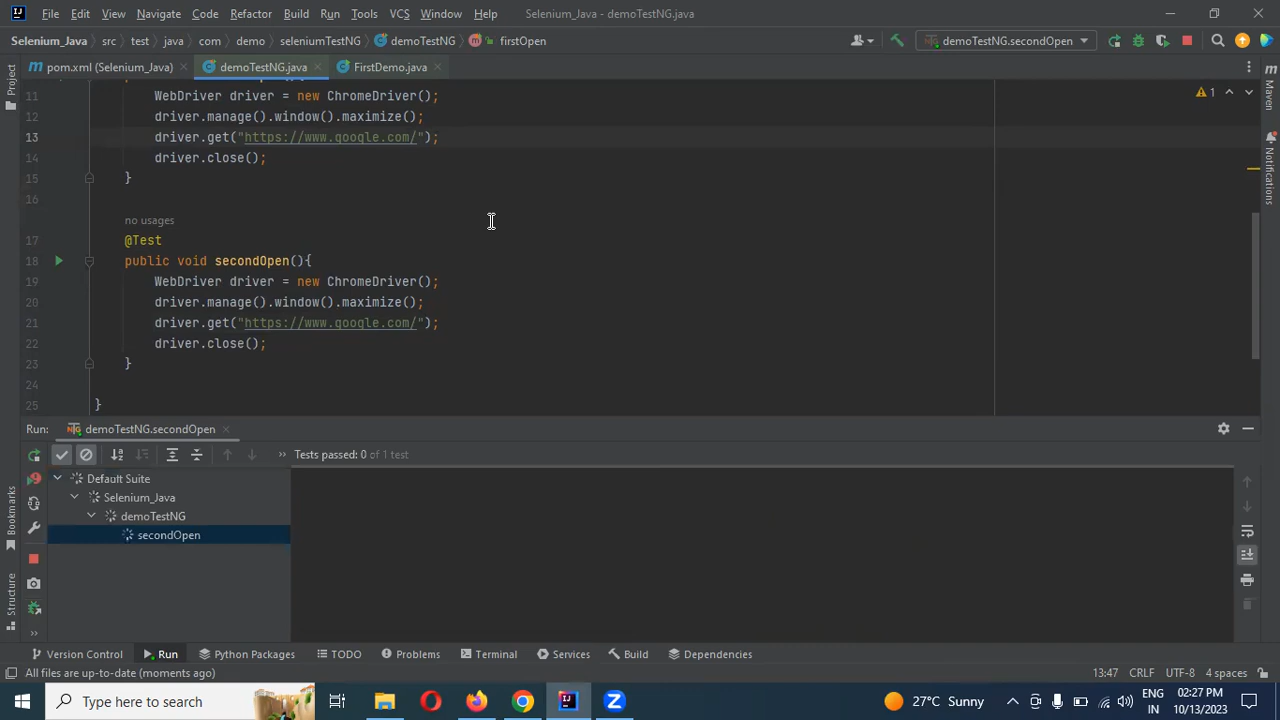 File Edit View Navigate Code Refactor Build Run Tools VCS Window Help Selenium_Java - demoTestNG.java
Selenium_Java src test java com demo seleniumTestNG demoTestNG firstOpen demoTestNG.secondOpen
pom.xml (Selenium_Java) demoTestNG.java FirstDemo.java
Project
Maven
Notifications
Bookmarks
Structure
1
11 WebDriver driver = new ChromeDriver();
12 driver.manage().window().maximize();
13 driver.get("https://www.google.com/");
14 driver.close();
15 }
16
no usages
17 @Test
18 public void secondOpen(){
19 WebDriver driver = new ChromeDriver();
20 driver.manage().window().maximize();
21 driver.get("https://www.google.com/");
22 driver.close();
23 }
24
25 }
Run: demoTestNG.secondOpen
Tests passed: 0 of 1 test
Default Suite
Selenium_Java
demoTestNG
secondOpen
Version Control Run Python Packages TODO Problems Terminal Services Build Dependencies
All files are up-to-date (moments ago) 13:47 CRLF UTF-8 4 spaces
Type here to search 27°C Sunny ENG IN 02:27 PM 10/13/2023